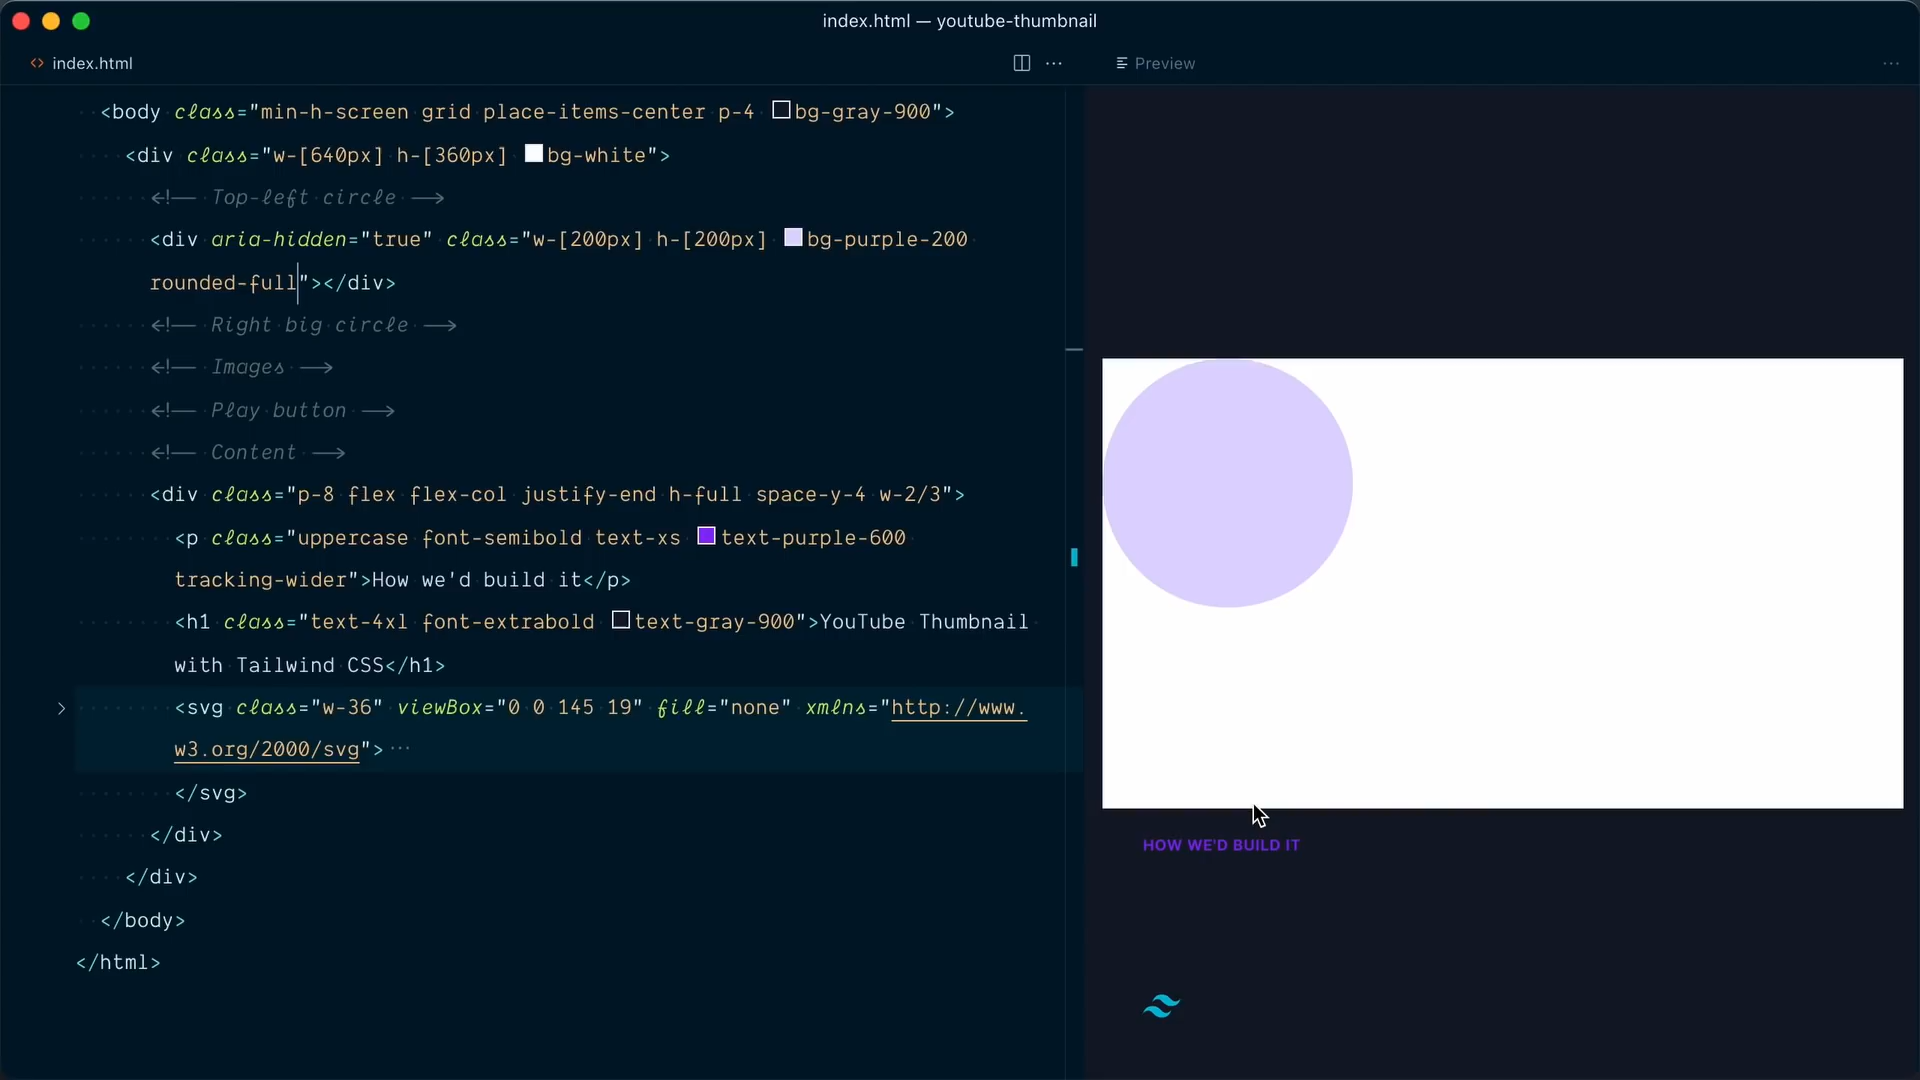 index.html — youtube-thumbnail
index.html
Preview
<body class="min-h-screen grid place-items-center p-4 bg-gray-900">
<div class="w-[640px] h-[360px] bg-white">
<!-- Top-left circle -->
<div aria-hidden="true" class="w-[200px] h-[200px] bg-purple-200
rounded-full"></div>
<!-- Right big circle -->
<!-- Images -->
<!-- Play button -->
<!-- Content -->
<div class="p-8 flex flex-col justify-end h-full space-y-4 w-2/3">
<p class="uppercase font-semibold text-xs text-purple-600
tracking-wider">How we'd build it</p>
<h1 class="text-4xl font-extrabold text-gray-900">YouTube Thumbnail
with Tailwind CSS</h1>
<svg class="w-36" viewBox="0 0 145 19" fill="none" xmlns="http://www.
w3.org/2000/svg">···
</svg>
</div>
</div>
</body>
</html>
HOW WE'D BUILD IT